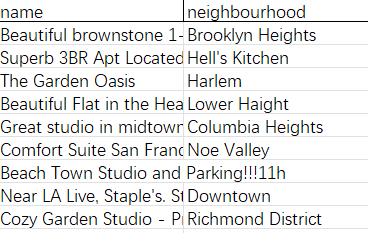 name neighbourhood
Beautiful brownstone 1- Brooklyn Heights
Superb 3BR Apt Located Hell's Kitchen
The Garden Oasis Harlem
Beautiful Flat in the Hea Lower Haight
Great studio in midtown Columbia Heights
Comfort Suite San Franc Noe Valley
Beach Town Studio and Parking!!!11h
Near LA Live, Staple's. St Downtown
Cozy Garden Studio - Pr Richmond District